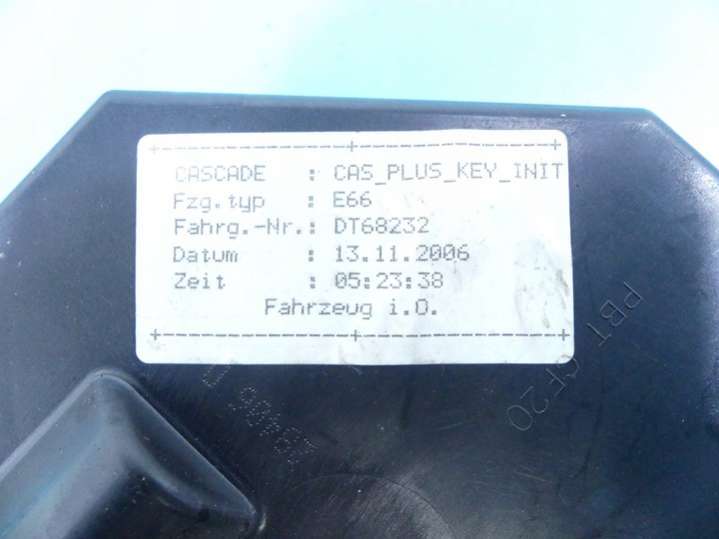 CASCADE : CAS_PLUS_KEY_INIT
Fzg.typ : E66
Fahrg.-Nr.: DT68232
Datum : 13.11.2006
Zeit : 05:23:38
Fahrzeug i.O.
PBT GF20